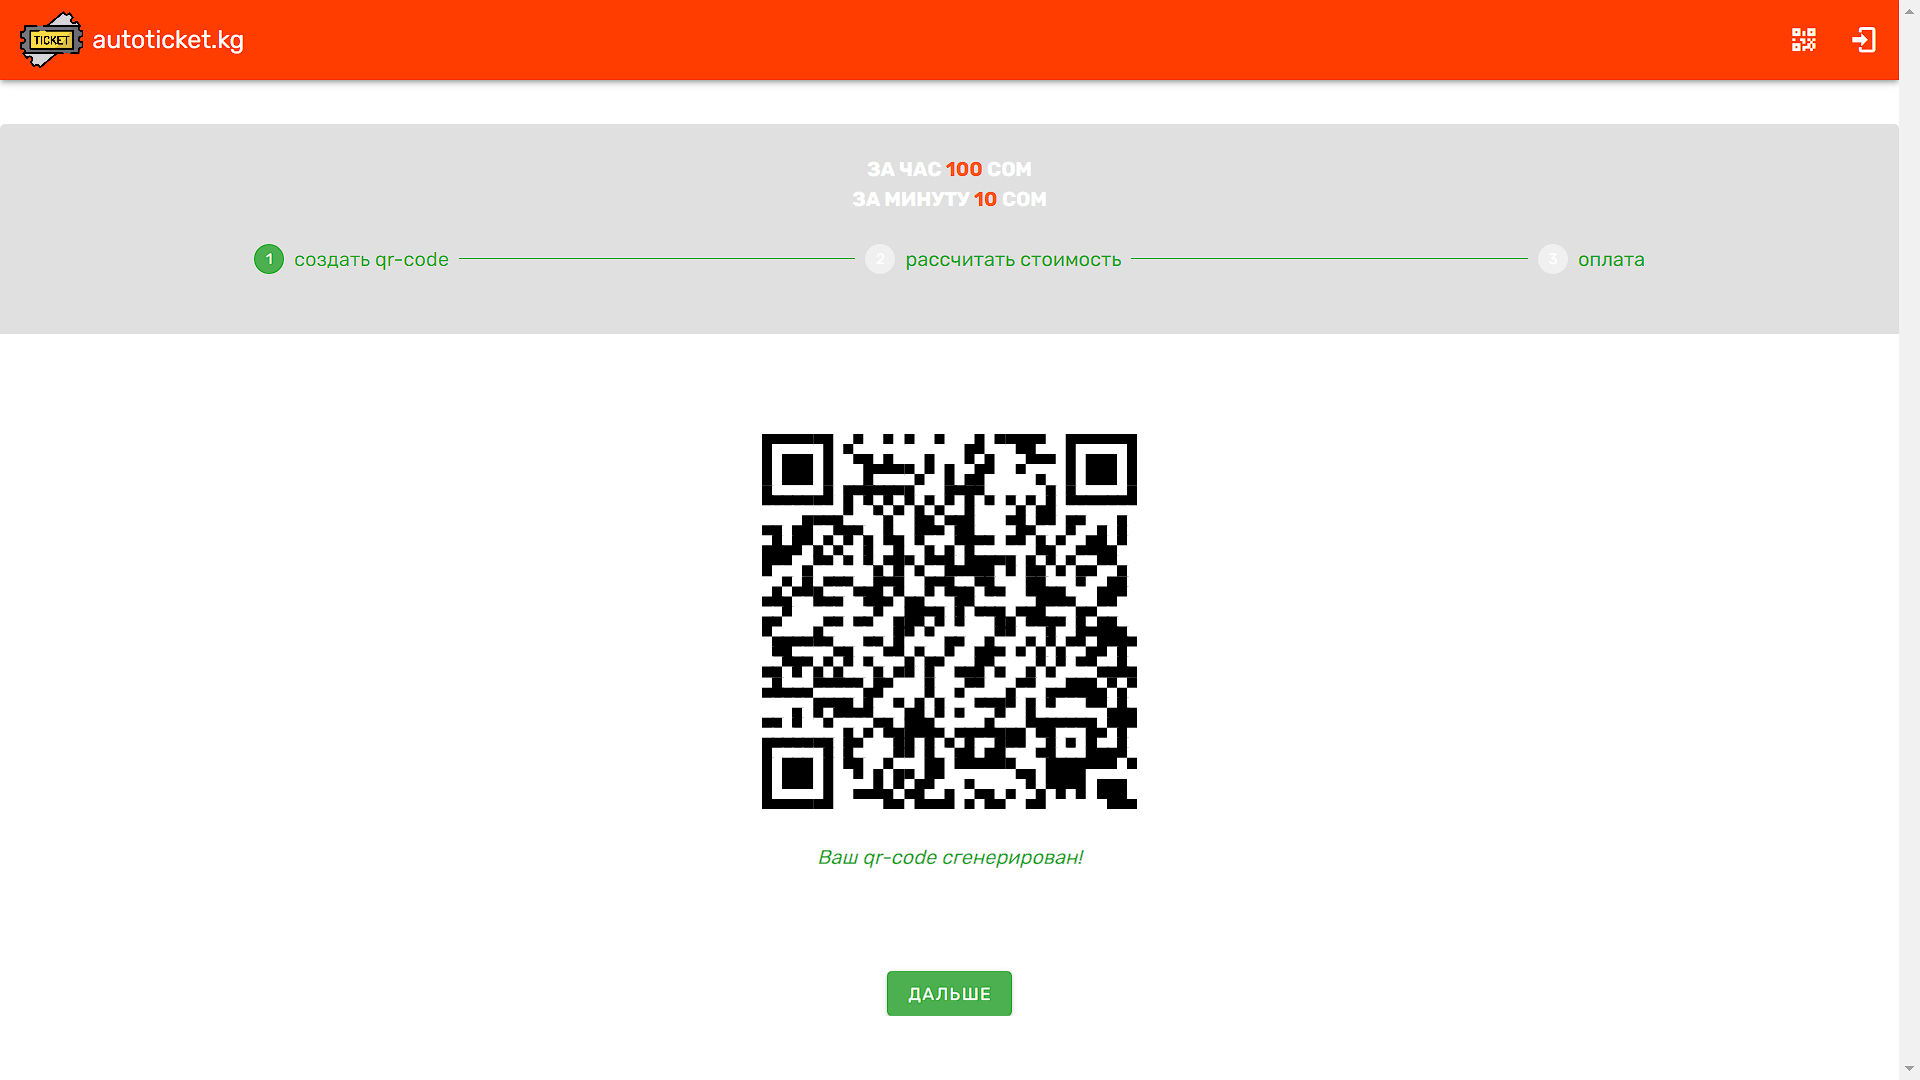 TICKET autoticket.kg
ЗА ЧАС 100 СОМ
ЗА МИНУТУ 10 СОМ
1 создать qr-code 2 рассчитать стоимость 3 оплата
Ваш qr-code сгенерирован!
ДАЛЬШЕ